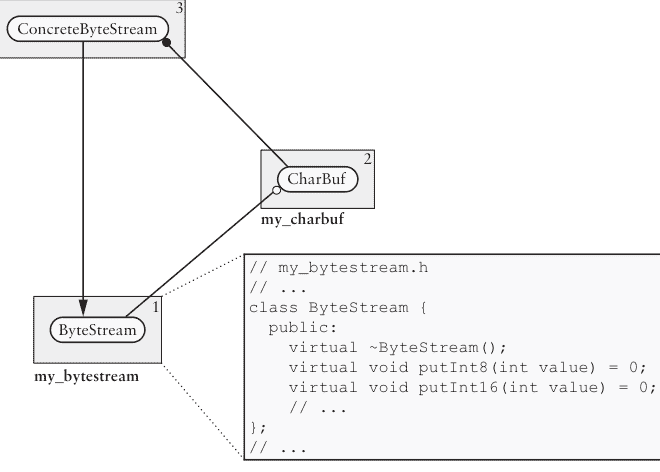 3
ConcreteByteStream
2
CharBuf
my_charbuf
1
ByteStream
my_bytestream
// my_bytestream.h
// ...
class ByteStream {
  public:
    virtual ~ByteStream();
    virtual void putInt8(int value) = 0;
    virtual void putInt16(int value) = 0;
    // ...
};
// ...